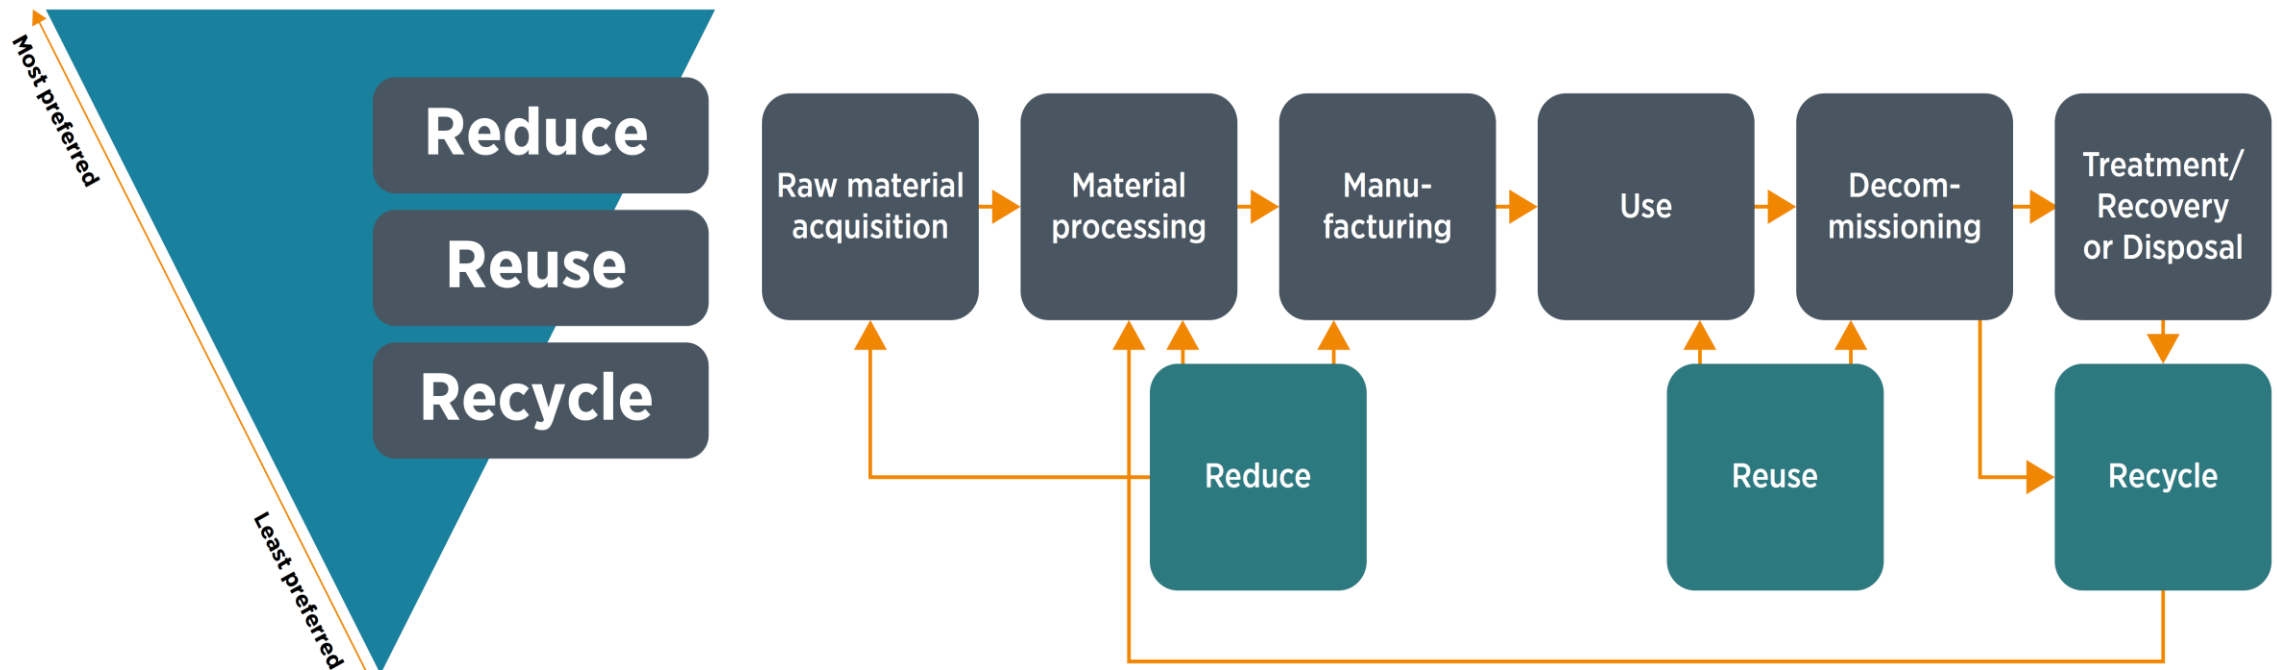 Most preferred
Least preferred
Reduce
Reuse
Recycle
Raw material
acquisition
Material
processing
Manu-
facturing
Use
Decom-
missioning
Treatment/
Recovery
or Disposal
Reduce
Reuse
Recycle